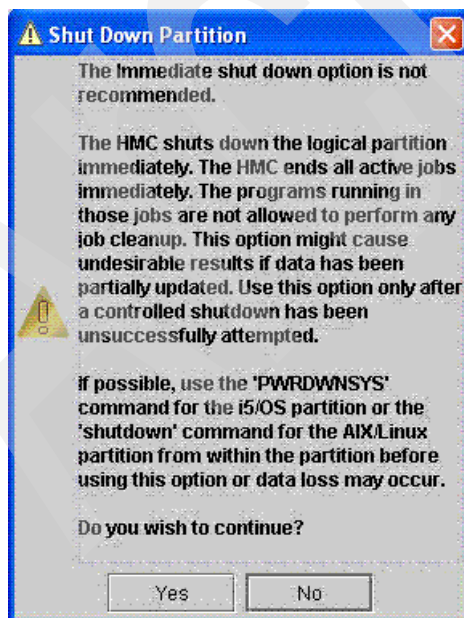 Shut Down Partition
The Immediate shut down option is not
recommended.
The HMC shuts down the logical partition
immediately. The HMC ends all active jobs
immediately. The programs running in
those jobs are not allowed to perform any
job cleanup. This option might cause
undesirable results if data has been
partially updated. Use this option only after
a controlled shutdown has been
unsuccessfully attempted.
if possible, use the 'PWRDWNSYS'
command for the i5/OS partition or the
'shutdown' command for the AIX/Linux
partition from within the partition before
using this option or data loss may occur.
Do you wish to continue?
Yes No